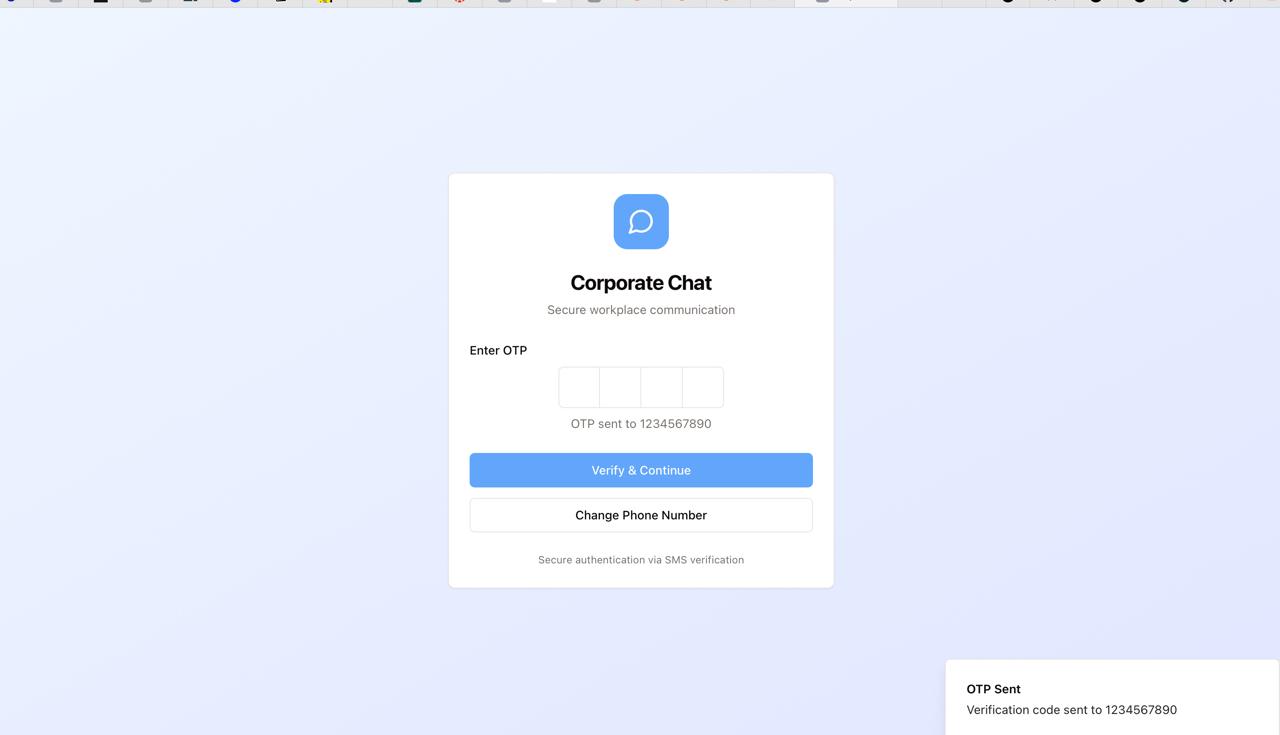 Corporate Chat
Secure workplace communication
Enter OTP
OTP sent to 1234567890
Verify & Continue
Change Phone Number
Secure authentication via SMS verification
OTP Sent
Verification code sent to 1234567890